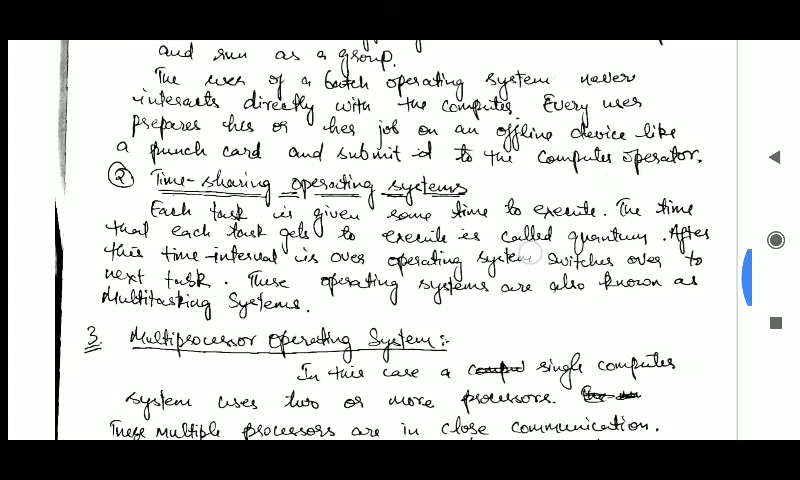 and run as a group.
The user of a batch operating system never
interacts directly with the computer. Every user
prepares his or her job on an offline device like
a punch card and submit it to the computer operator.
② Time-sharing operating systems
Each task is given some time to execute. The time
that each task gets to execute is called quantum. After
this time-interval is over operating system switches over to
next task. These operating systems are also known as
Multitasking Systems.
3. Multiprocessor operating System:-
In this case a single computer
system uses two or more processors.
These multiple processors are in close communication.